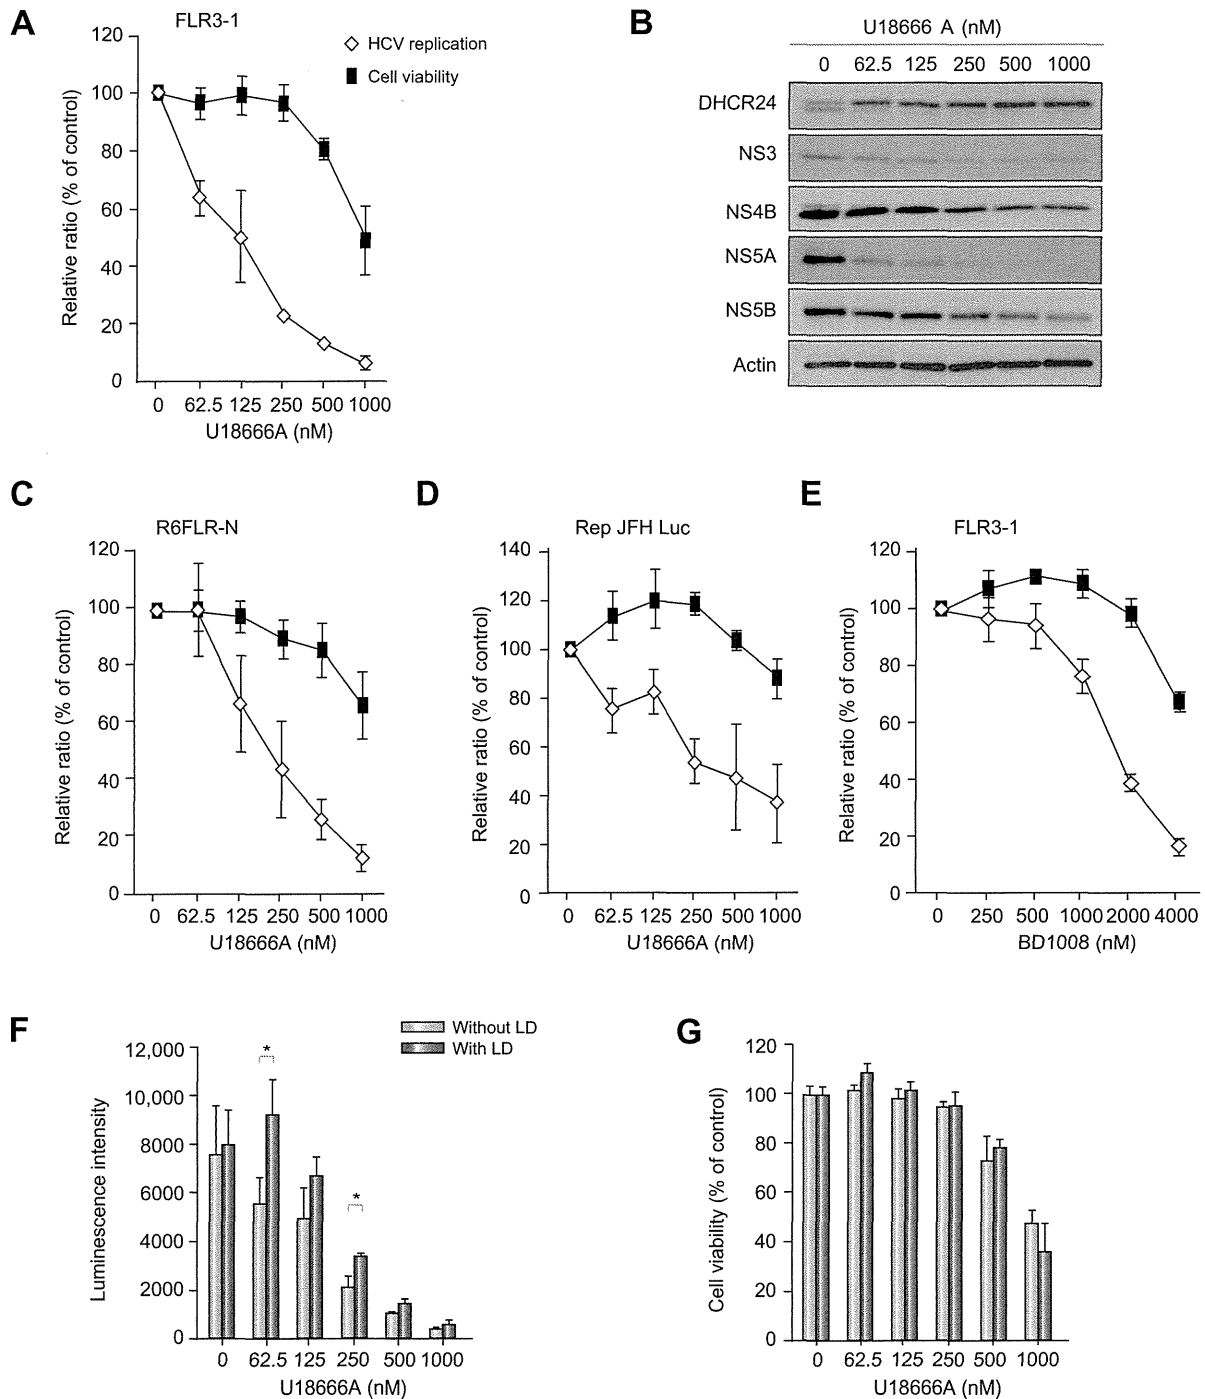 A
FLR3-1
HCV replication
Cell viability
120
100
80
60
40
20
0
Relative ratio (% of control)
0 62.5 125 250 500 1000
U18666A (nM)
B
U18666 A (nM)
0 62.5 125 250 500 1000
DHCR24
NS3
NS4B
NS5A
NS5B
Actin
C
R6FLR-N
120
100
80
60
40
20
0
Relative ratio (% of control)
0 62.5 125 250 500 1000
U18666A (nM)
D
Rep JFH Luc
140
120
100
80
60
40
20
0
Relative ratio (% of control)
0 62.5 125 250 500 1000
U18666A (nM)
E
FLR3-1
120
100
80
60
40
20
0
Relative ratio (% of control)
0 250 500 1000 2000 4000
BD1008 (nM)
F
Without LD
With LD
12,000
10,000
8000
6000
4000
2000
0
Luminescence intensity
*
*
0 62.5 125 250 500 1000
U18666A (nM)
G
120
100
80
60
40
20
0
Cell viability (% of control)
0 62.5 125 250 500 1000
U18666A (nM)